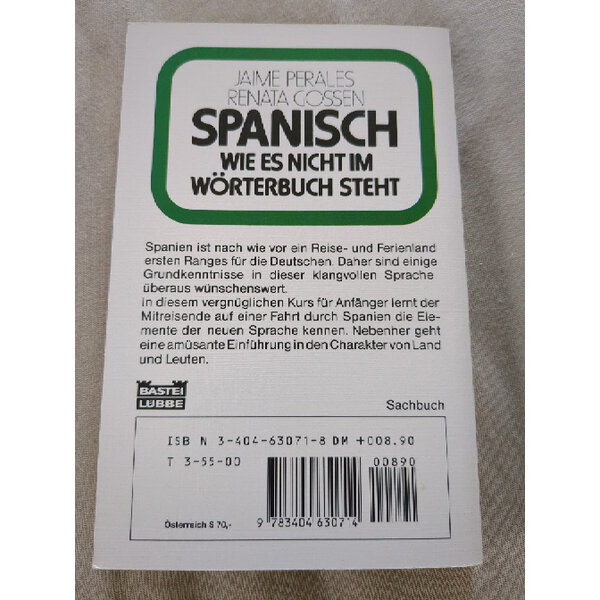 JAIME PERALES
RENATA GOSSEN
SPANISCH
WIE ES NICHT IM
WÖRTERBUCH STEHT
Spanien ist nach wie vor ein Reise- und Ferienland
ersten Ranges für die Deutschen. Daher sind einige
Grundkenntnisse in dieser klangvollen Sprache
überaus wünschenswert.
In diesem vergnüglichen Kurs für Anfänger lernt der
Mitreisende auf einer Fahrt durch Spanien die Ele-
mente der neuen Sprache kennen. Nebenher geht
eine amüsante Einführung in den Charakter von Land
und Leuten.
BASTEI
LÜBBE
Sachbuch
ISB N 3-404-63071-8 DM +008.90
T 3-55-00
00890
Österreich S 70,-
9 783404 630714